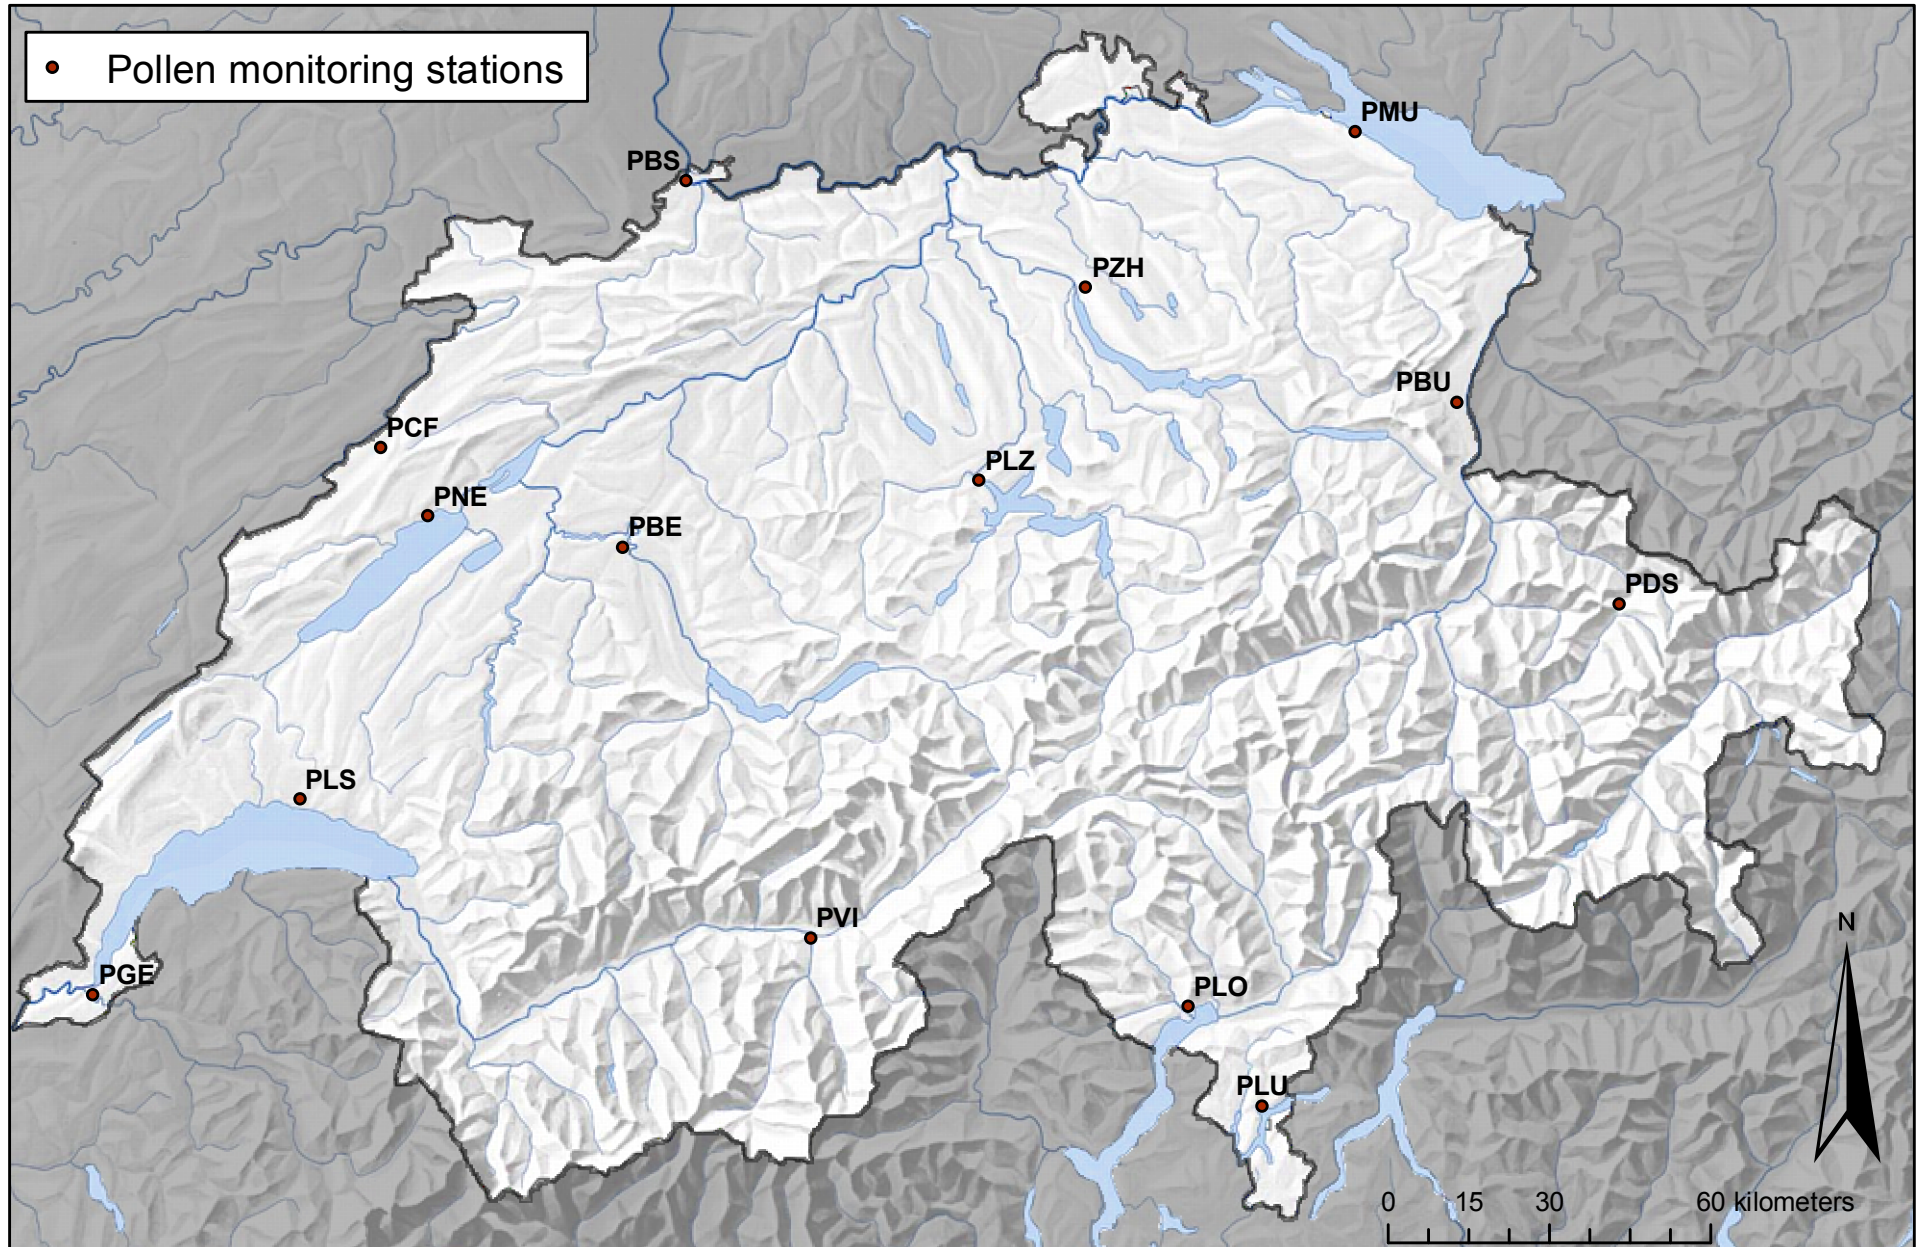 Pollen monitoring stations
PMU
PBS
PZH
PBU
PCF
PLZ
PNE
PBE
PDS
PLS
PVI
PGE
PLO
PLU
N
0 15 30 60 kilometers